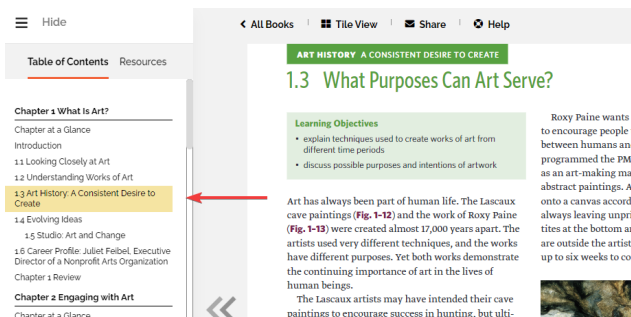 Hide
All Books
Tile View
Share
Help
Table of Contents
Resources
Chapter 1 What Is Art?
Chapter at a Glance
Introduction
1.1 Looking Closely at Art
1.2 Understanding Works of Art
1.3 Art History: A Consistent Desire to
Create
1.4 Evolving Ideas
1.5 Studio: Art and Change
1.6 Career Profile: Juliet Feibel, Executive
Director of a Nonprofit Arts Organization
Chapter 1 Review
Chapter 2 Engaging with Art
Chapter at a Glance
ART HISTORY A CONSISTENT DESIRE TO CREATE
1.3 What Purposes Can Art Serve?
Learning Objectives
• explain techniques used to create works of art from
different time periods
• discuss possible purposes and intentions of artwork
Art has always been part of human life. The Lascaux
cave paintings (Fig. 1–12) and the work of Roxy Paine
(Fig. 1–13) were created almost 17,000 years apart. The
artists used very different techniques, and the works
have different purposes. Yet both works demonstrate
the continuing importance of art in the lives of
human beings.
The Lascaux artists may have intended their cave
paintings to encourage success in hunting, but ulti-
Roxy Paine wants
to encourage people
between humans an
programmed the PM
as an art-making ma
abstract paintings. A
onto a canvas accord
always leaving unpri
tites at the bottom a
are outside the artist
up to six weeks to co